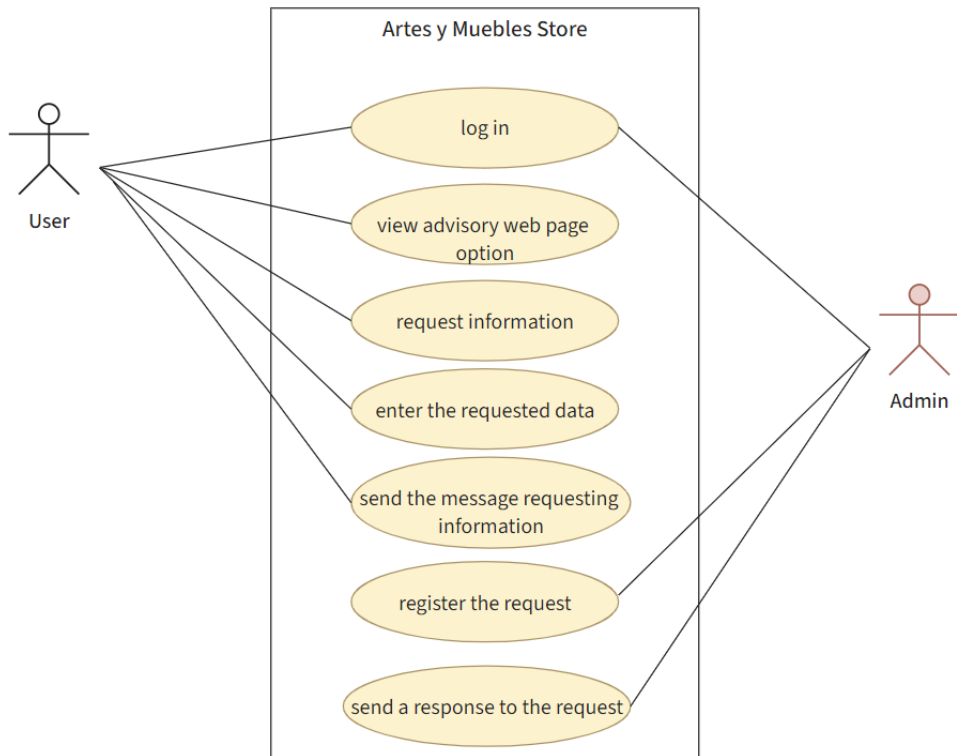 Artes y Muebles Store
log in
User
view advisory web page
option
request information
Admin
enter the requested data
send the message requesting
information
register the request
send a response to the request